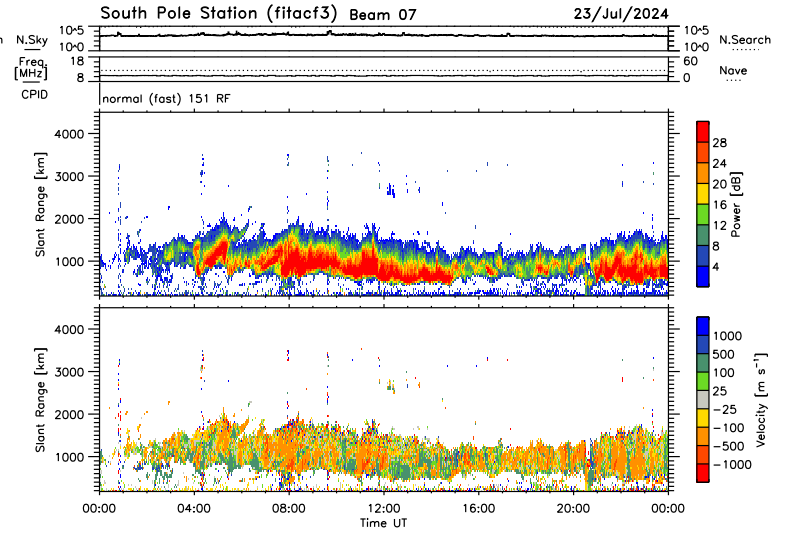 South Pole Station (fitacf3) Beam 07 23/Jul/2024
N.Sky 10^5 10^0 10^5 10^0 N.Search
Freq. [MHz] 18 8 60 0 Nave
CPID normal (fast) 151 RF
Slant Range [km]
4000
3000
2000
1000
Power [dB]
28
24
20
16
12
8
4
Slant Range [km]
4000
3000
2000
1000
Velocity [m s⁻¹]
1000
500
100
25
−25
−100
−500
−1000
00:00 04:00 08:00 12:00 16:00 20:00 00:00
Time UT